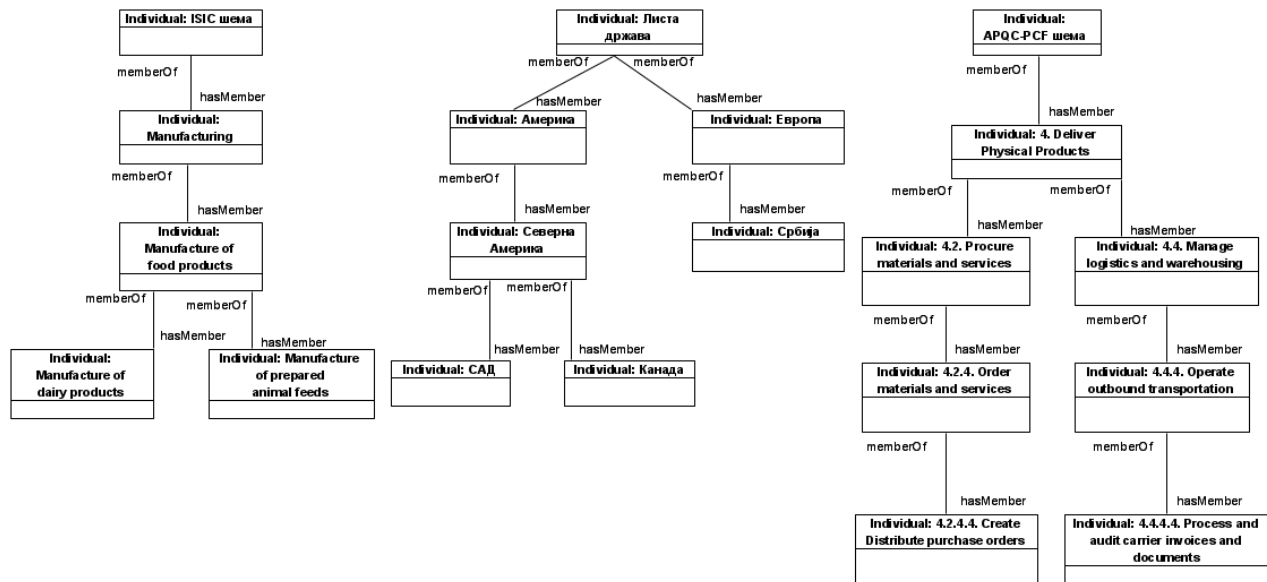 Individual: ISIC шема
memberOf
hasMember
Individual:
Manufacturing
memberOf
hasMember
Individual:
Manufacture of
food products
memberOf
memberOf
hasMember
hasMember
Individual:
Manufacture of
dairy products
Individual: Manufacture
of prepared
animal feeds
Individual: Листа
држава
memberOf
memberOf
hasMember
hasMember
Individual: Америка
Individual: Европа
memberOf
memberOf
hasMember
hasMember
Individual: Северна
Америка
Individual: Србија
memberOf
memberOf
hasMember
hasMember
Individual: САД
Individual: Канада
Individual:
APQC-PCF шема
memberOf
hasMember
Individual: 4. Deliver
Physical Products
memberOf
memberOf
hasMember
hasMember
Individual: 4.2. Procure
materials and services
Individual: 4.4. Manage
logistics and warehousing
memberOf
memberOf
hasMember
hasMember
Individual: 4.2.4. Order
materials and services
Individual: 4.4.4. Operate
outbound transportation
memberOf
memberOf
hasMember
hasMember
Individual: 4.2.4.4. Create
Distribute purchase orders
Individual: 4.4.4.4. Process and
audit carrier invoices and
documents